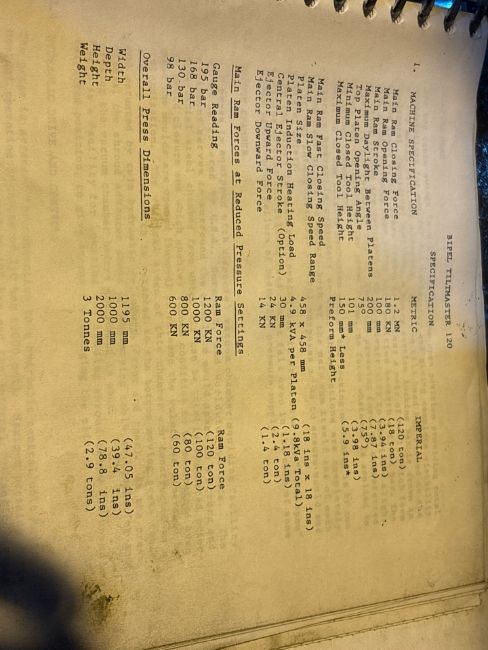 BIPEL TILTMASTER 120
SPECIFICATION
1. MACHINE SPECIFICATION METRIC IMPERIAL
Main Ram Closing Force 1.2 MN (120 ton)
Main Ram Opening Force 180 KN (18 ton)
Main Ram Stroke 100 mm (3.94 ins)
Maximum Daylight Between Platens 200 mm (7.87 ins)
Top Platen Opening Angle 75° (75°)
Minimum Closed Tool Height 101 mm (3.98 ins)
Maximum Closed Tool Height 150 mm* Less (5.9 ins*
Preform Height
Main Ram Fast Closing Speed
Main Ram Slow Closing Speed Range
Platen Size 458 x 458 mm (18 ins x 18 ins)
Platen Induction Heating Load 4.9 kVA per Platen (9.8kVa Total)
Central Ejector Stroke (Option) 30 mm (1.18 ins)
Ejector Upward Force 24 KN (2.4 ton)
Ejector Downward Force 14 KN (1.4 ton)
Main Ram Forces at Reduced Pressure Settings
Gauge Reading Ram Force Ram Force
195 bar 1200 KN (120 ton)
168 bar 1000 KN (100 ton)
130 bar 800 KN (80 ton)
98 bar 600 KN (60 ton)
Overall Press Dimensions
Width 1195 mm (47.05 ins)
Depth 1000 mm (39.4 ins)
Height 2000 mm (78.8 ins)
Weight 3 Tonnes (2.9 tons)